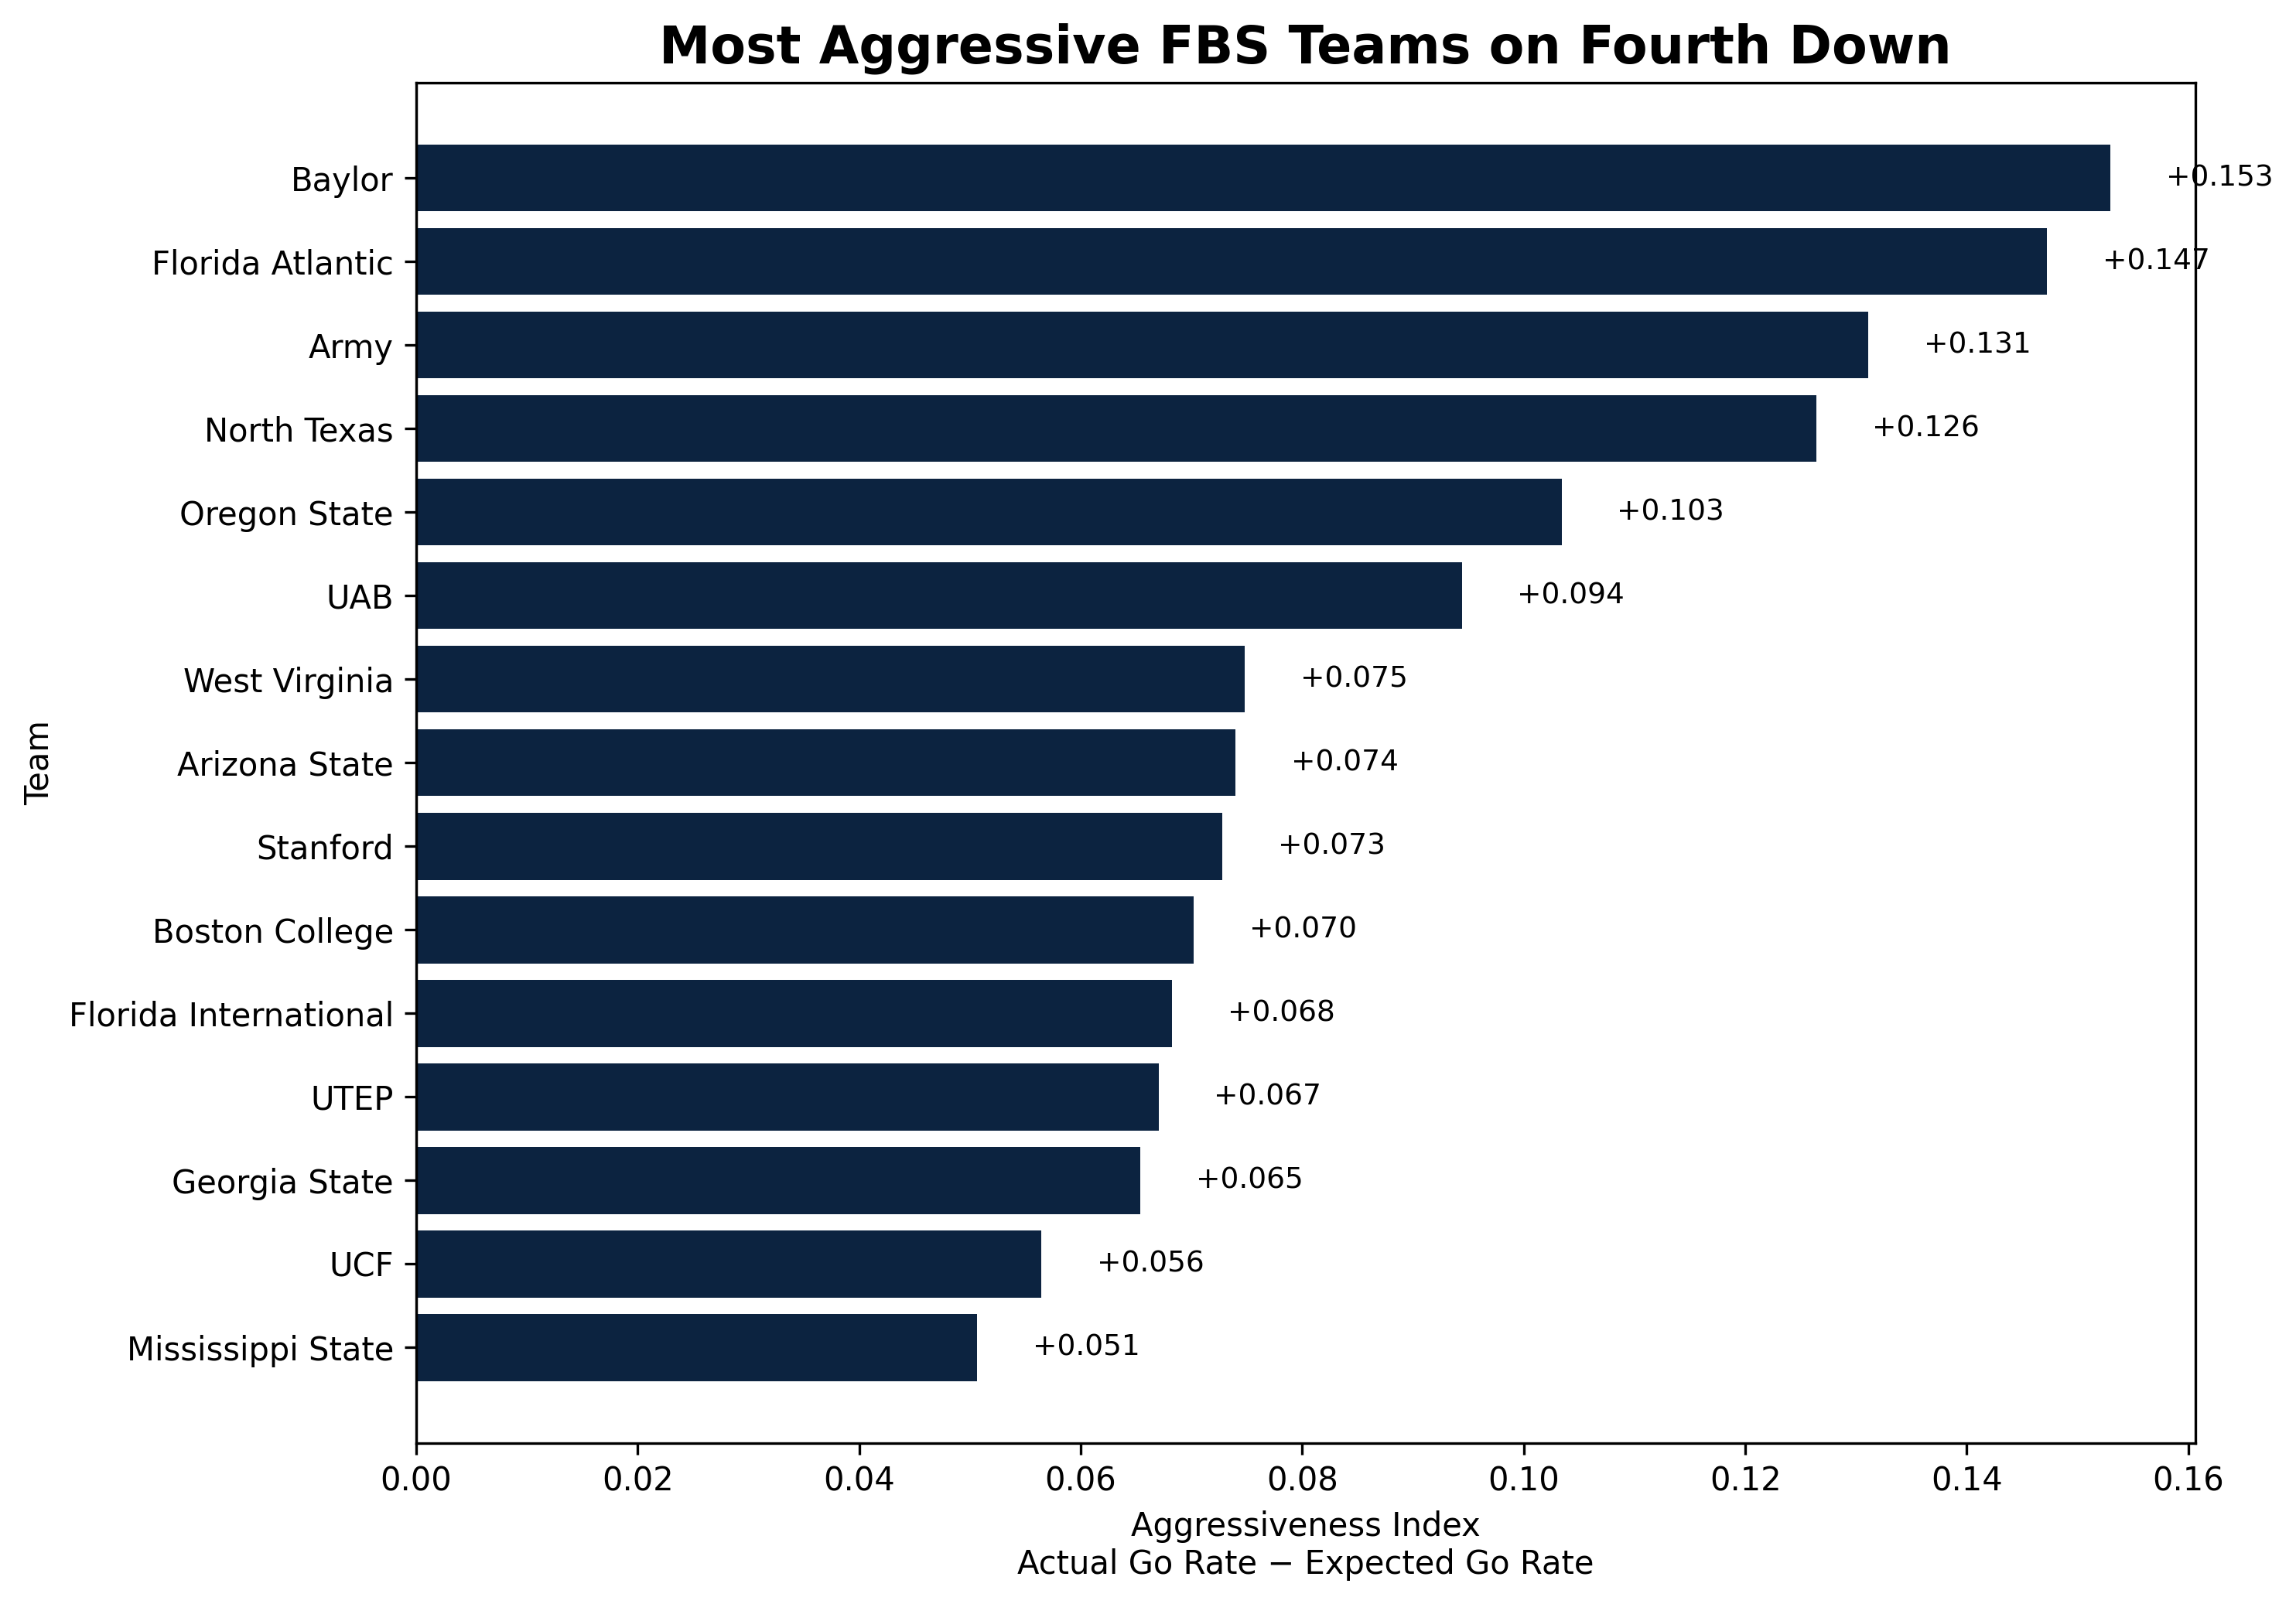 Most Aggressive FBS Teams on Fourth Down
Baylor +0.153
Florida Atlantic +0.147
Army +0.131
North Texas +0.126
Oregon State +0.103
UAB +0.094
West Virginia +0.075
Arizona State +0.074
Stanford +0.073
Boston College +0.070
Florida International +0.068
UTEP +0.067
Georgia State +0.065
UCF +0.056
Mississippi State +0.051
Team
0.00 0.02 0.04 0.06 0.08 0.10 0.12 0.14 0.16
Aggressiveness Index
Actual Go Rate − Expected Go Rate